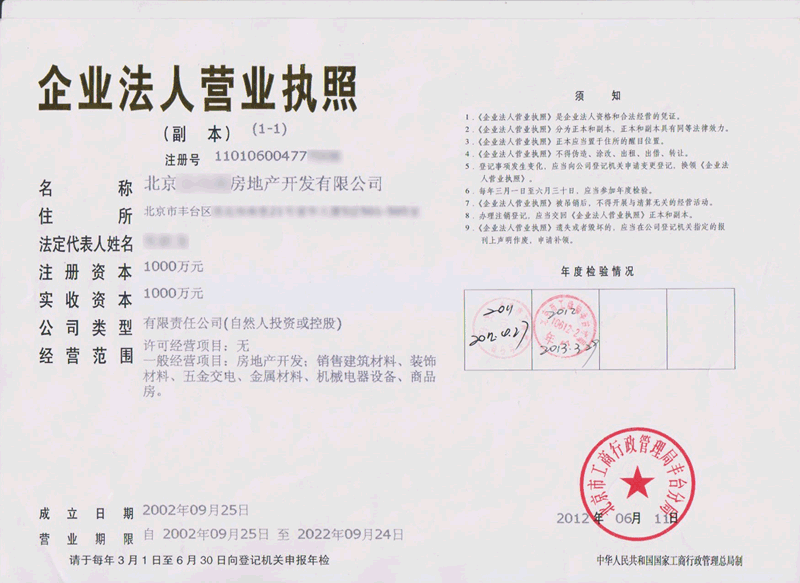 企业法人营业执照
(副 本) (1-1)
注册号 11010600477
名 称 北京 房地产开发有限公司
住 所 北京市丰台区
法定代表人姓名
注册资本 1000万元
实收资本 1000万元
公司类型 有限责任公司(自然人投资或控股)
经营范围 许可经营项目：无
一般经营项目：房地产开发；销售建筑材料、装饰
材料、五金交电、金属材料、机械电器设备、商品
房。
成立日期 2002年09月25日
营业期限 自 2002年09月25日 至 2022年09月24日
请于每年3月1日至6月30日向登记机关申报年检
须 知
1．《企业法人营业执照》是企业法人资格和合法经营的凭证。
2．《企业法人营业执照》分为正本和副本，正本和副本具有同等法律效力。
3．《企业法人营业执照》正本应当置于住所的醒目位置。
4．《企业法人营业执照》不得伪造、涂改、出租、出借、转让。
5．登记事项发生变化，应当向公司登记机关申请变更登记，换领《企业法
人营业执照》。
6．每年三月一日至六月三十日，应当参加年度检验。
7．《企业法人营业执照》被吊销后，不得开展与清算无关的经营活动。
8．办理注销登记，应当交回《企业法人营业执照》正本和副本。
9．《企业法人营业执照》遗失或者毁坏的，应当在公司登记机关指定的报
刊上声明作废，申请补领。
年度检验情况
2011
2012.4.27
2012
2013.3.25
北京市工商行政管理局丰台分局
2012 年 06月 11日
中华人民共和国国家工商行政管理总局制